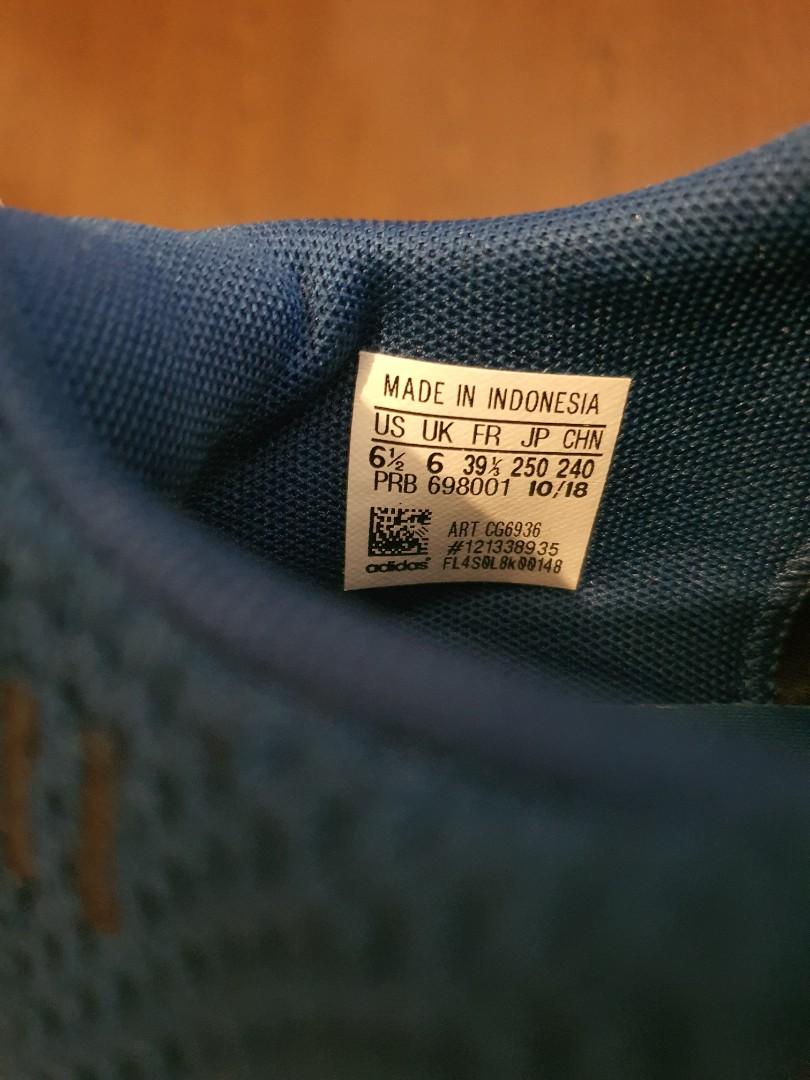 MADE IN INDONESIA
US UK FR JP CHN
6½ 6 39⅓ 250 240
PRB 698001 10/18
ART CG6936
#121338935
adidas FL4S0L8k00148